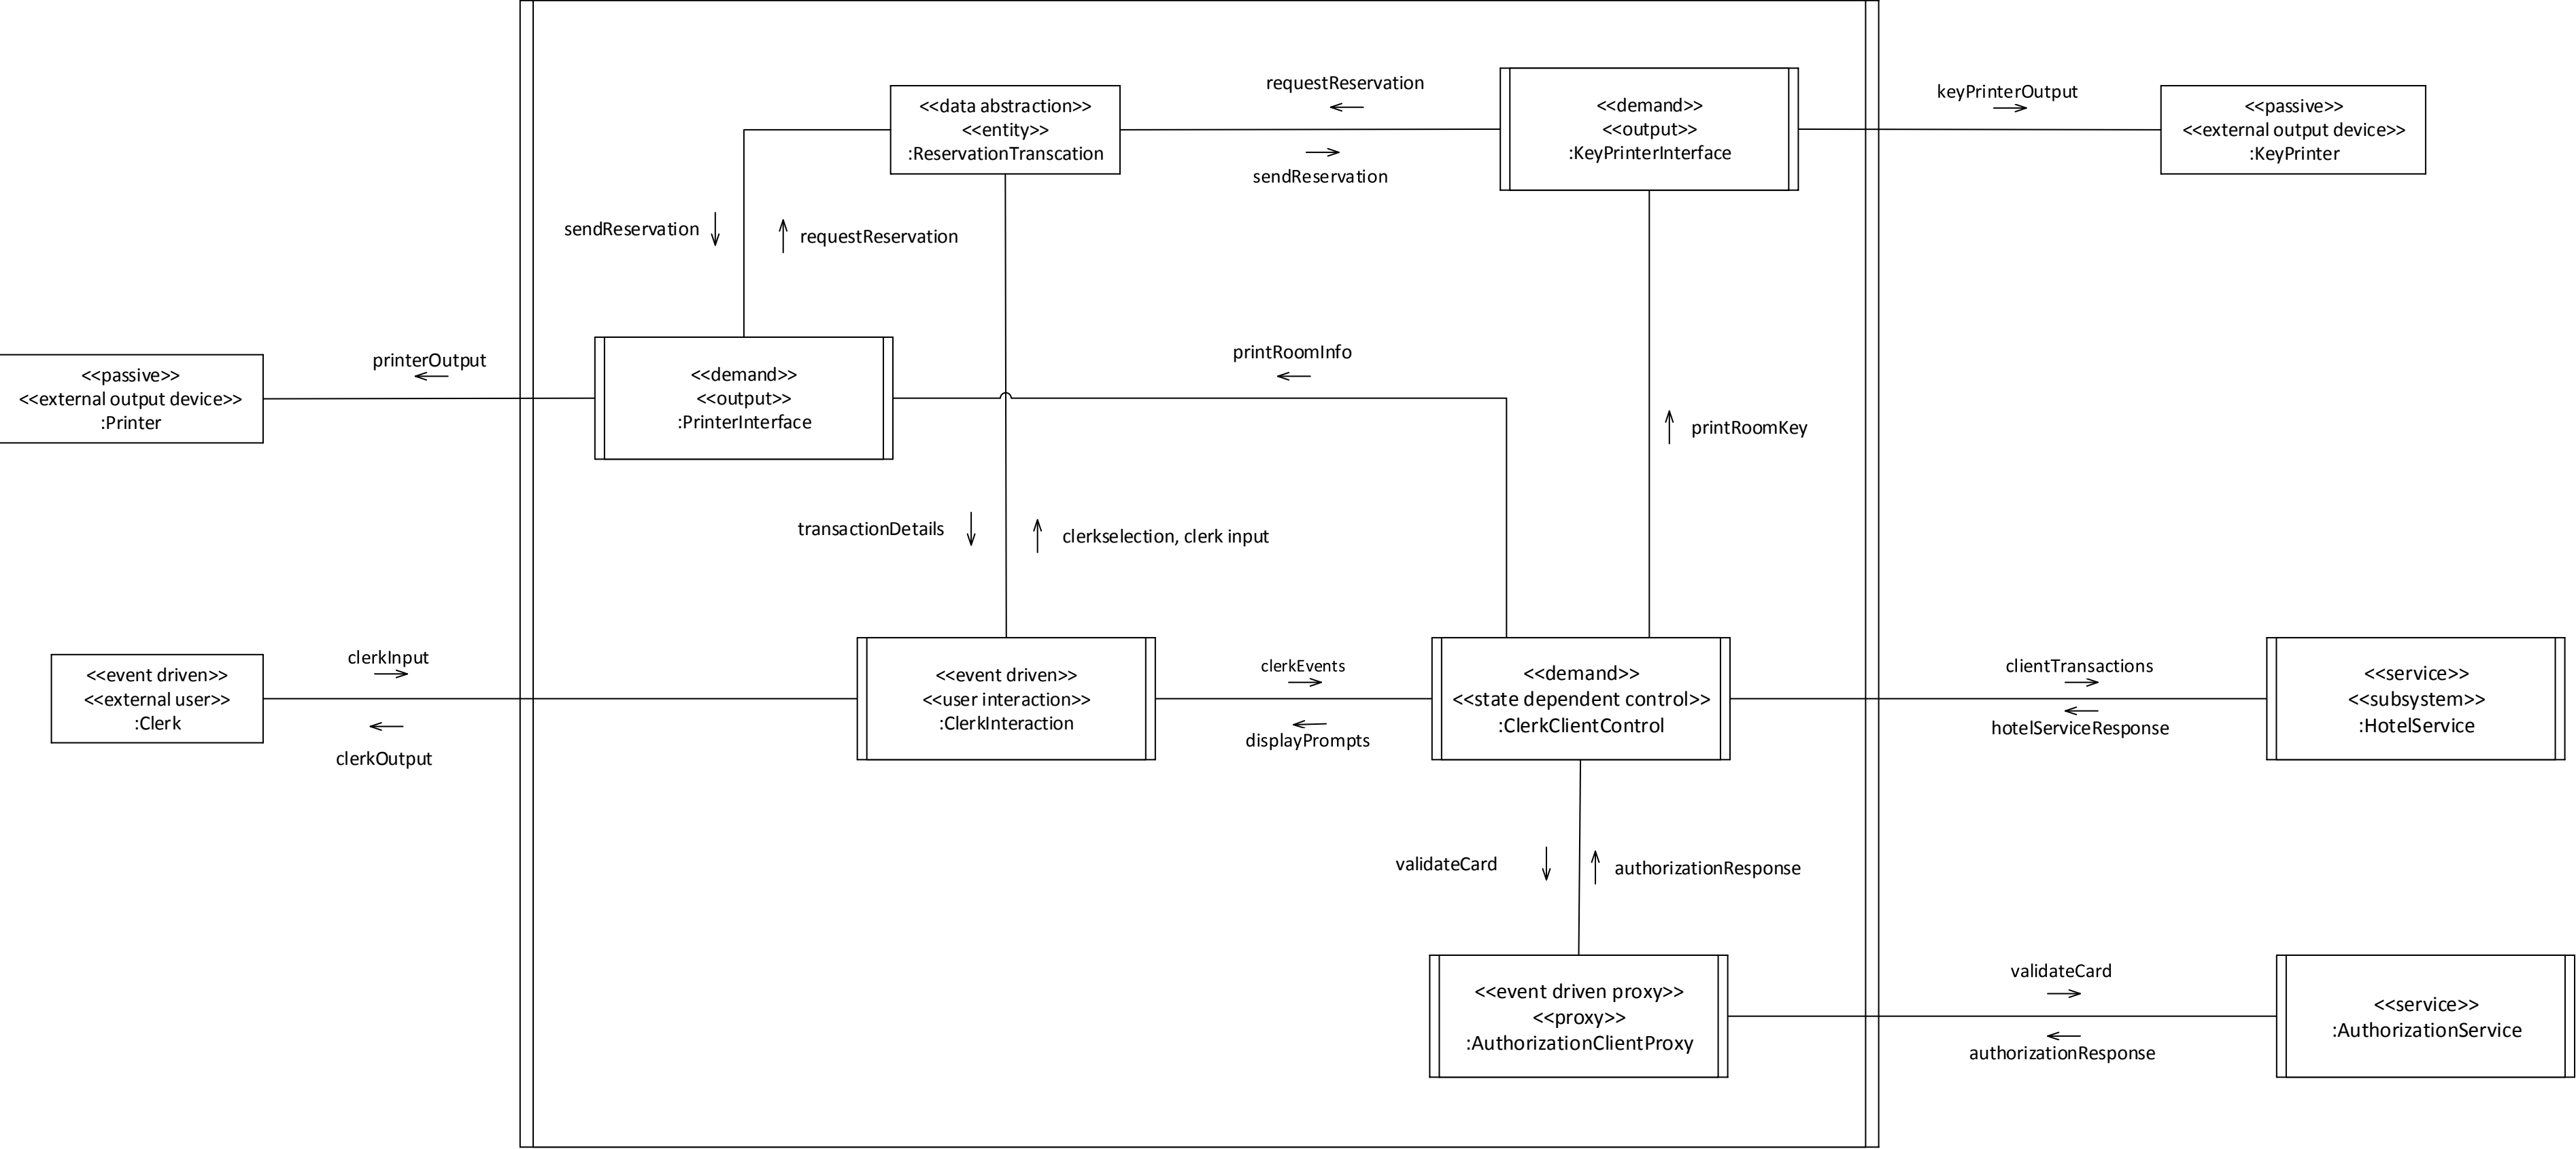 requestReservation
keyPrinterOutput
<<data abstraction>>
<<entity>>
:ReservationTranscation
<<demand>>
<<output>>
:KeyPrinterInterface
<<passive>>
<<external output device>>
:KeyPrinter
sendReservation
sendReservation
requestReservation
printerOutput
printRoomInfo
<<passive>>
<<external output device>>
:Printer
<<demand>>
<<output>>
:PrinterInterface
printRoomKey
transactionDetails
clerkselection, clerk input
clerkInput
clerkEvents
clientTransactions
<<event driven>>
<<external user>>
:Clerk
<<event driven>>
<<user interaction>>
:ClerkInteraction
<<demand>>
<<state dependent control>>
:ClerkClientControl
<<service>>
<<subsystem>>
:HotelService
clerkOutput
displayPrompts
hotelServiceResponse
validateCard
authorizationResponse
validateCard
<<event driven proxy>>
<<proxy>>
:AuthorizationClientProxy
<<service>>
:AuthorizationService
authorizationResponse